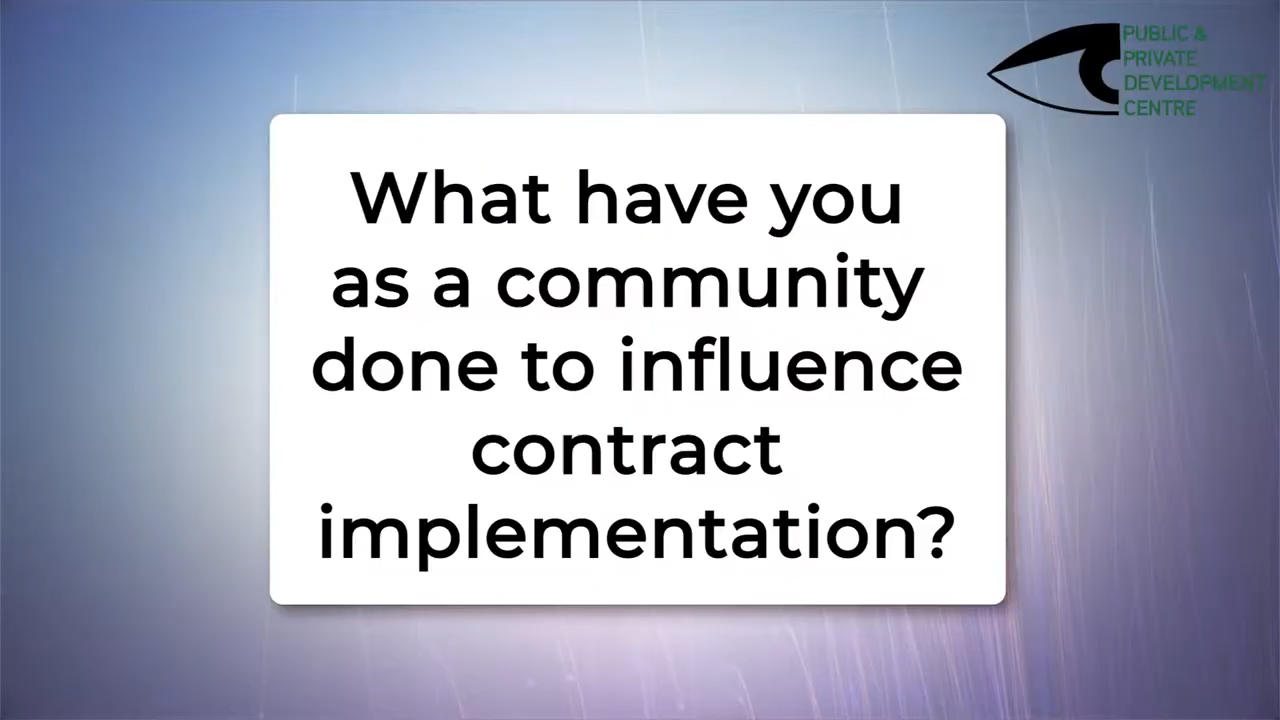 PUBLIC &
PRIVATE
DEVELOPMENT
CENTRE
What have you
as a community
done to influence
contract
implementation?